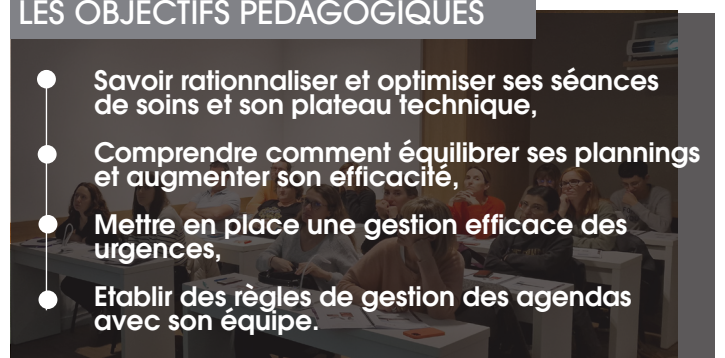 LES OBJECTIFS PEDAGOGIQUES
Savoir rationnaliser et optimiser ses séances
de soins et son plateau technique,
Comprendre comment équilibrer ses plannings
et augmenter son efficacité,
Mettre en place une gestion efficace des
urgences,
Etablir des règles de gestion des agendas
avec son équipe.